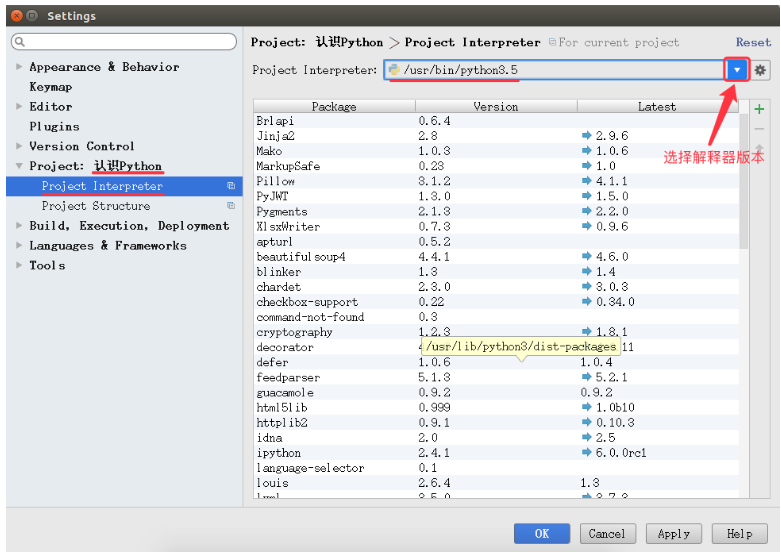 Settings
Project: 认识Python > Project Interpreter For current project Reset
Appearance & Behavior
Keymap
Editor
Plugins
Version Control
Project: 认识Python
Project Interpreter
Project Structure
Build, Execution, Deployment
Languages & Frameworks
Tools
Project Interpreter: /usr/bin/python3.5
Package Version Latest
Brlapi 0.6.4
Jinja2 2.8 2.9.6
Mako 1.0.3 1.0.6
MarkupSafe 0.23 1.0
Pillow 3.1.2 4.1.1
PyJWT 1.3.0 1.5.0
Pygments 2.1.3 2.2.0
XlsxWriter 0.7.3 0.9.6
apturl 0.5.2
beautifulsoup4 4.4.1 4.6.0
blinker 1.3 1.4
chardet 2.3.0 3.0.3
checkbox-support 0.22 0.34.0
command-not-found 0.3
cryptography 1.2.3 1.8.1
decorator 11
/usr/lib/python3/dist-packages
defer 1.0.6 1.0.4
feedparser 5.1.3 5.2.1
guacamole 0.9.2 0.9.2
html5lib 0.999 1.0b10
httplib2 0.9.1 0.10.3
idna 2.0 2.5
ipython 2.4.1 6.0.0rc1
language-selector 0.1
louis 2.6.4 1.3
lxml 3.5.0 3.7.3
选择解释器版本
OK Cancel Apply Help